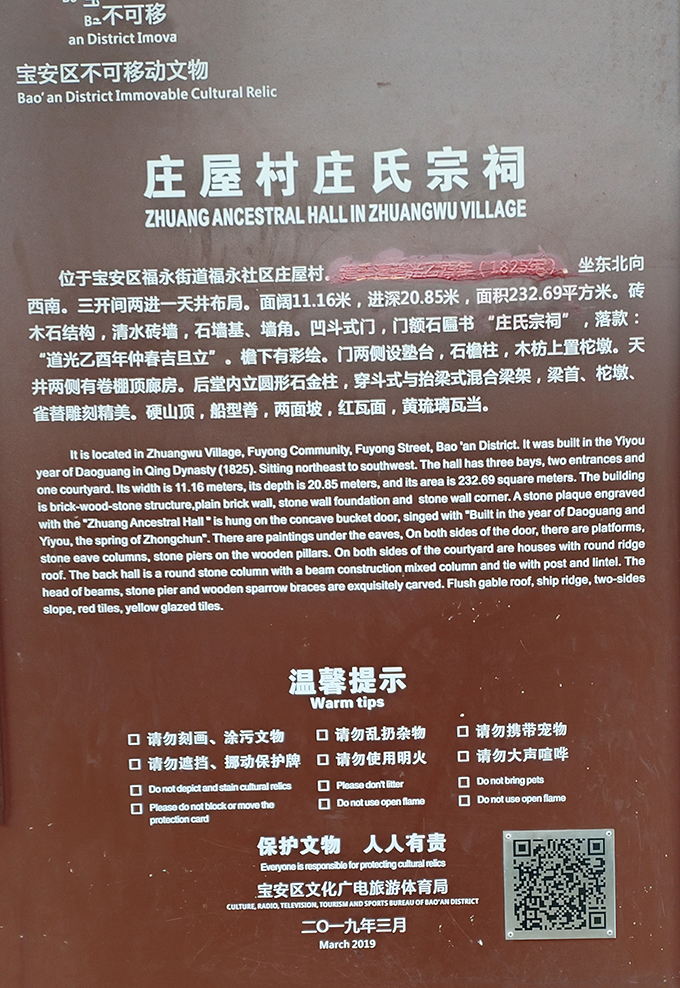 不可移
an District Imova
宝安区不可移动文物
Bao'an District Immovable Cultural Relic
庄屋村庄氏宗祠
ZHUANG ANCESTRAL HALL IN ZHUANGWU VILLAGE
位于宝安区福永街道福永社区庄屋村。（1825年）。坐东北向
西南。三开间两进一天井布局。面阔11.16米，进深20.85米，面积232.69平方米。砖
木石结构，清水砖墙，石墙基、墙角。凹斗式门，门额石匾书“庄氏宗祠”，落款：
“道光乙酉年仲春吉旦立”。檐下有彩绘。门两侧设塾台，石檐柱，木枋上置柁墩。天
井两侧有卷棚顶廊房。后堂内立圆形石金柱，穿斗式与抬梁式混合梁架，梁首、柁墩、
雀替雕刻精美。硬山顶，船型脊，两面坡，红瓦面，黄琉璃瓦当。
It is located in Zhuangwu Village, Fuyong Community, Fuyong Street, Bao 'an District. It was built in the Yiyou
year of Daoguang in Qing Dynasty (1825). Sitting northeast to southwest. The hall has three bays, two entrances and
one courtyard. Its width is 11.16 meters, its depth is 20.85 meters, and its area is 232.69 square meters. The building
is brick-wood-stone structure,plain brick wall, stone wall foundation and stone wall corner. A stone plaque engraved
with the "Zhuang Ancestral Hall " is hung on the concave bucket door, singed with "Built in the year of Daoguang and
Yiyou, the spring of Zhongchun". There are paintings under the eaves, On both sides of the door, there are platforms,
stone eave columns, stone piers on the wooden pillars. On both sides of the courtyard are houses with round ridge
roof. The back hall is a round stone column with a beam construction mixed column and tie with post and lintel. The
head of beams, stone pier and wooden sparrow braces are exquisitely carved. Flush gable roof, ship ridge, two-sides
slope, red tiles, yellow glazed tiles.
温馨提示
Warm tips
□ 请勿刻画、涂污文物 □ 请勿乱扔杂物 □ 请勿携带宠物
□ 请勿遮挡、挪动保护牌 □ 请勿使用明火 □ 请勿大声喧哗
□ Do not depict and stain cultural relics □ Please don't litter □ Do not bring pets
□ Please do not block or move the protection card □ Do not use open flame □ Do not use open flame
保护文物 人人有责
Everyone is responsible for protecting cultural relics
宝安区文化广电旅游体育局
CULTURE, RADIO, TELEVISION, TOURISM AND SPORTS BUREAU OF BAO'AN DISTRICT
二〇一九年三月
March 2019